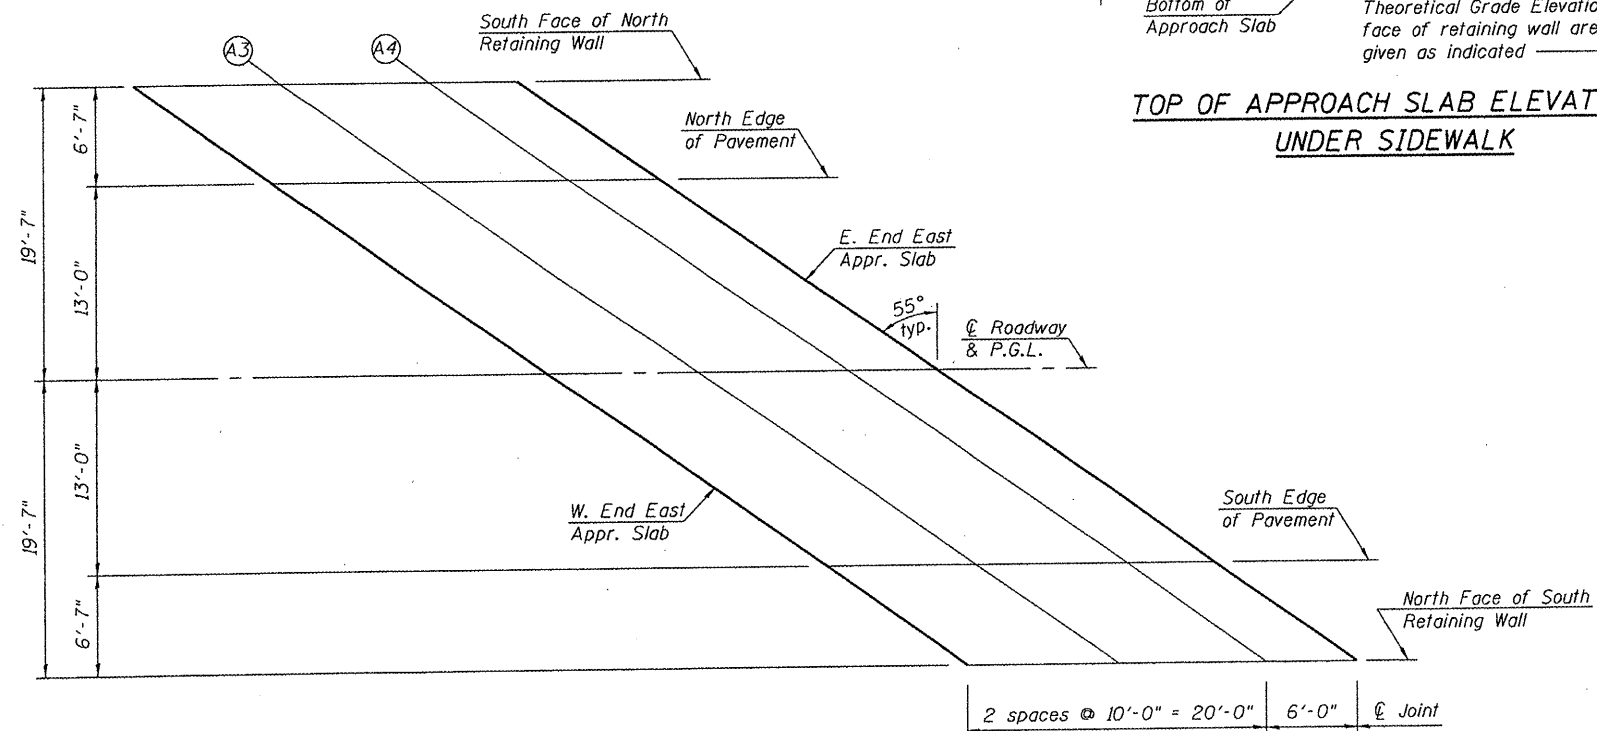 Bottom of
Approach Slab
Theoretical Grade Elevatio
face of retaining wall are
given as indicated
TOP OF APPROACH SLAB ELEVAT
UNDER SIDEWALK
South Face of North
Retaining Wall
A3
A4
North Edge
of Pavement
6'-7"
19'-7"
13'-0"
E. End East
Appr. Slab
55°
typ.
℄ Roadway
& P.G.L.
13'-0"
19'-7"
6'-7"
W. End East
Appr. Slab
South Edge
of Pavement
North Face of South
Retaining Wall
2 spaces @ 10'-0" = 20'-0"
6'-0"
℄ Joint